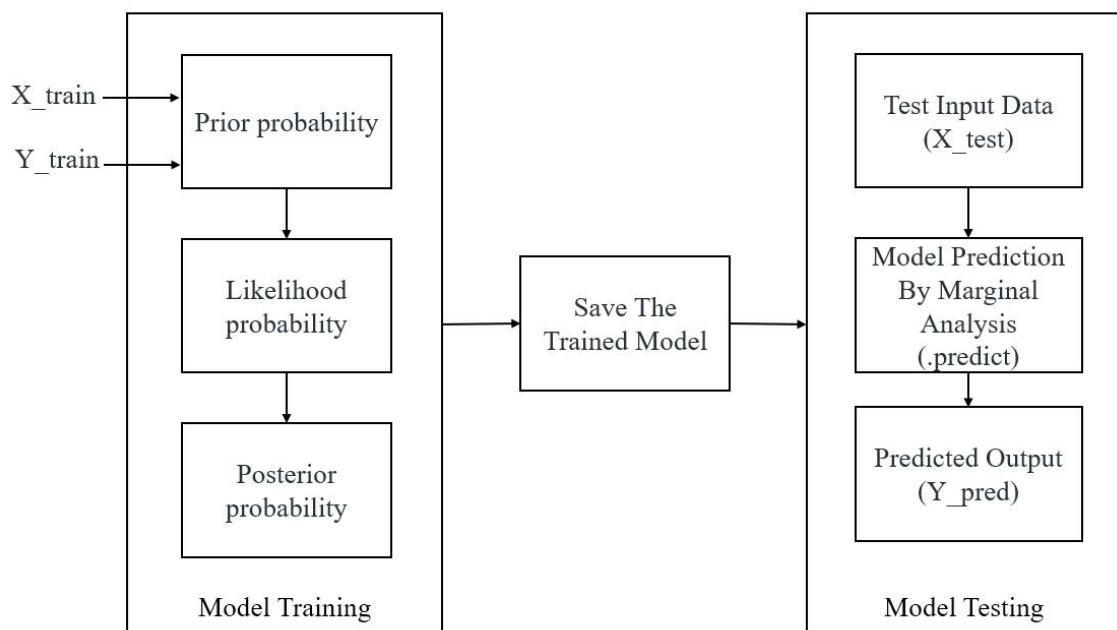 X_train
Y_train
Prior probability
Likelihood
probability
Posterior
probability
Model Training
Save The
Trained Model
Test Input Data
(X_test)
Model Prediction
By Marginal
Analysis
(.predict)
Predicted Output
(Y_pred)
Model Testing